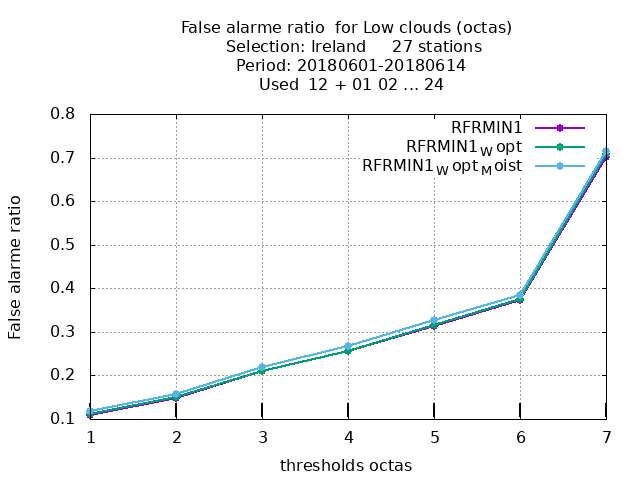 False alarme ratio  for Low clouds (octas)
Selection: Ireland     27 stations
Period: 20180601-20180614
Used  12 + 01 02 ... 24
False alarme ratio
0.8
0.7
0.6
0.5
0.4
0.3
0.2
0.1
RFRMIN1
RFRMIN1W opt
RFRMIN1W optM oist
1 2 3 4 5 6 7
thresholds octas